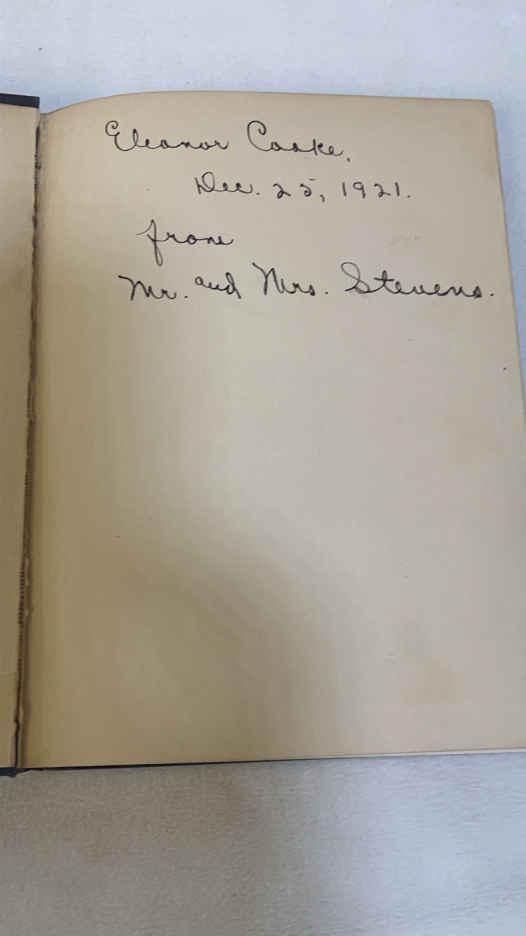 Eleanor Cooke,
Dec. 25, 1921.
from
Mr. and Mrs. Stevens.